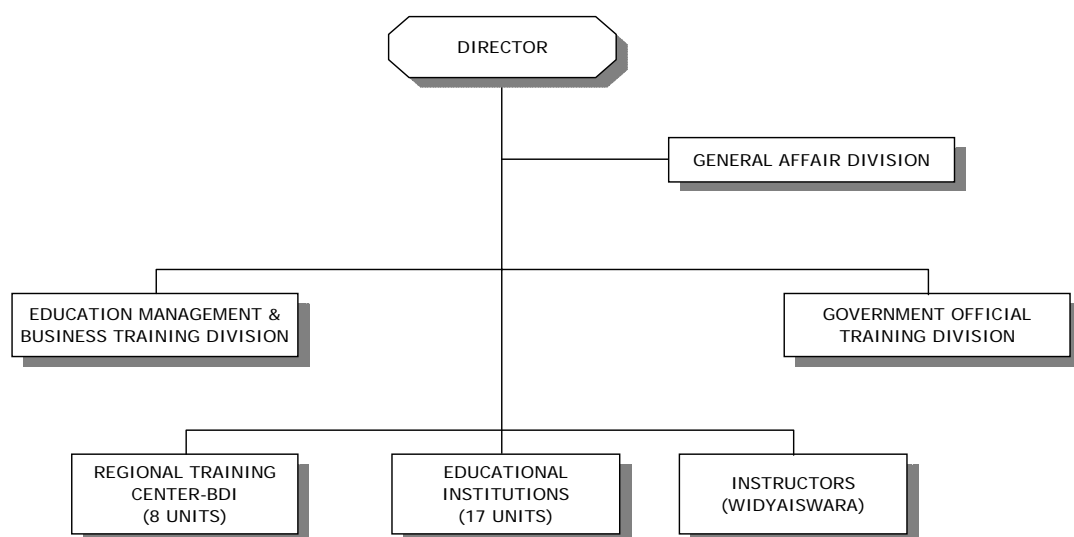 DIRECTOR
GENERAL AFFAIR DIVISION
EDUCATION MANAGEMENT &
BUSINESS TRAINING DIVISION
GOVERNMENT OFFICIAL
TRAINING DIVISION
REGIONAL TRAINING
CENTER-BDI
(8 UNITS)
EDUCATIONAL
INSTITUTIONS
(17 UNITS)
INSTRUCTORS
(WIDYAISWARA)